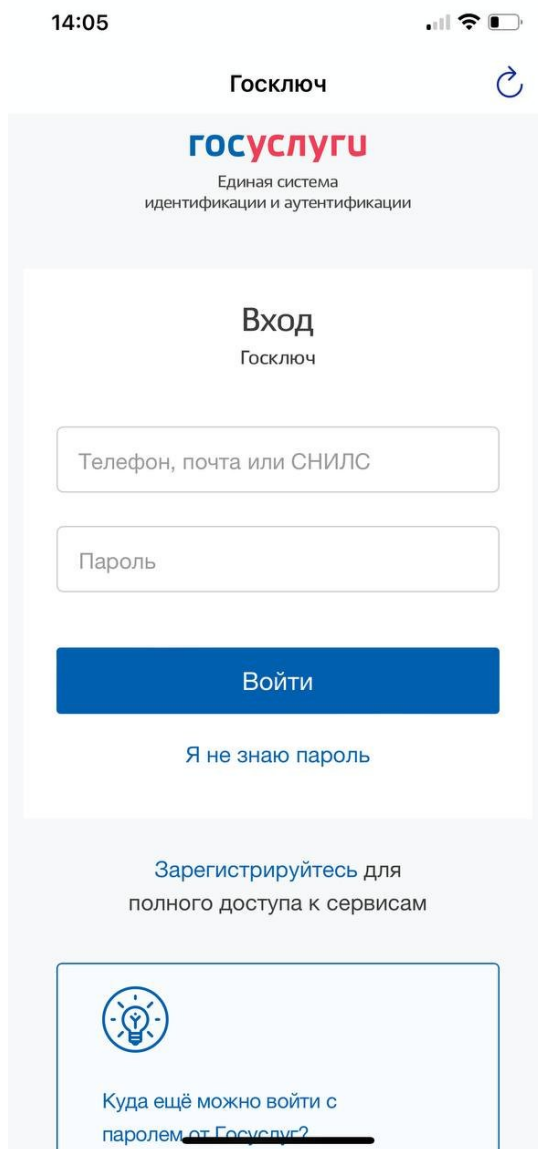 14:05
Госключ
госуслуги
Единая система
идентификации и аутентификации
Вход
Госключ
Телефон, почта или СНИЛС
Пароль
Войти
Я не знаю пароль
Зарегистрируйтесь для
полного доступа к сервисам
Куда ещё можно войти с
паролем от Госуслуг?